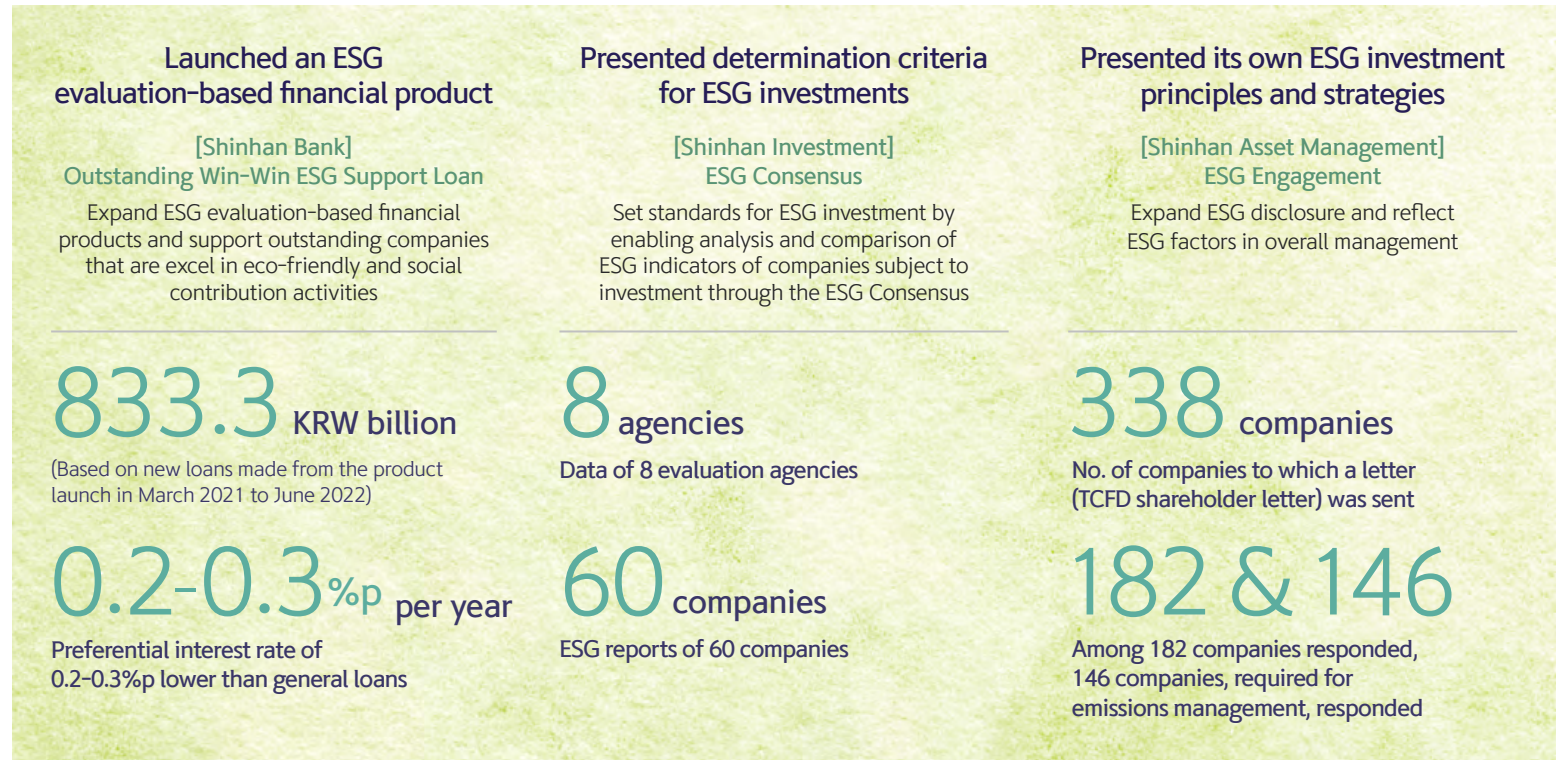 Launched an ESG
evaluation-based financial product
[Shinhan Bank]
Outstanding Win-Win ESG Support Loan
Expand ESG evaluation-based financial
products and support outstanding companies
that are excel in eco-friendly and social
contribution activities
833.3 KRW billion
(Based on new loans made from the product
launch in March 2021 to June 2022)
0.2-0.3%p per year
Preferential interest rate of
0.2-0.3%p lower than general loans
Presented determination criteria
for ESG investments
[Shinhan Investment]
ESG Consensus
Set standards for ESG investment by
enabling analysis and comparison of
ESG indicators of companies subject to
investment through the ESG Consensus
8 agencies
Data of 8 evaluation agencies
60 companies
ESG reports of 60 companies
Presented its own ESG investment
principles and strategies
[Shinhan Asset Management]
ESG Engagement
Expand ESG disclosure and reflect
ESG factors in overall management
338 companies
No. of companies to which a letter
(TCFD shareholder letter) was sent
182 & 146
Among 182 companies responded,
146 companies, required for
emissions management, responded